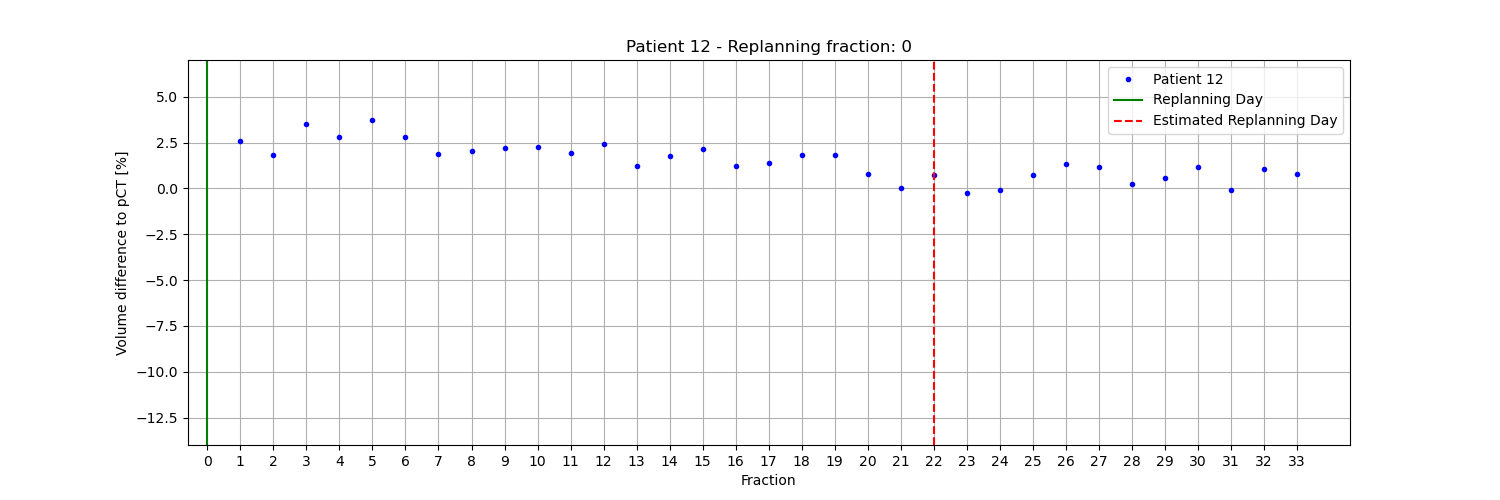 Patient 12 - Replanning fraction: 0
Patient 12
Replanning Day
Estimated Replanning Day
Volume difference to pCT [%]
5.0
2.5
0.0
−2.5
−5.0
−7.5
−10.0
−12.5
0 1 2 3 4 5 6 7 8 9 10 11 12 13 14 15 16 17 18 19 20 21 22 23 24 25 26 27 28 29 30 31 32 33
Fraction